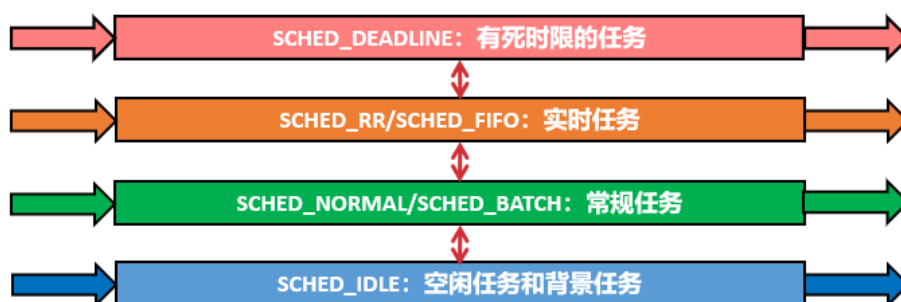 SCHED_DEADLINE：有死时限的任务
SCHED_RR/SCHED_FIFO：实时任务
SCHED_NORMAL/SCHED_BATCH：常规任务
SCHED_IDLE：空闲任务和背景任务